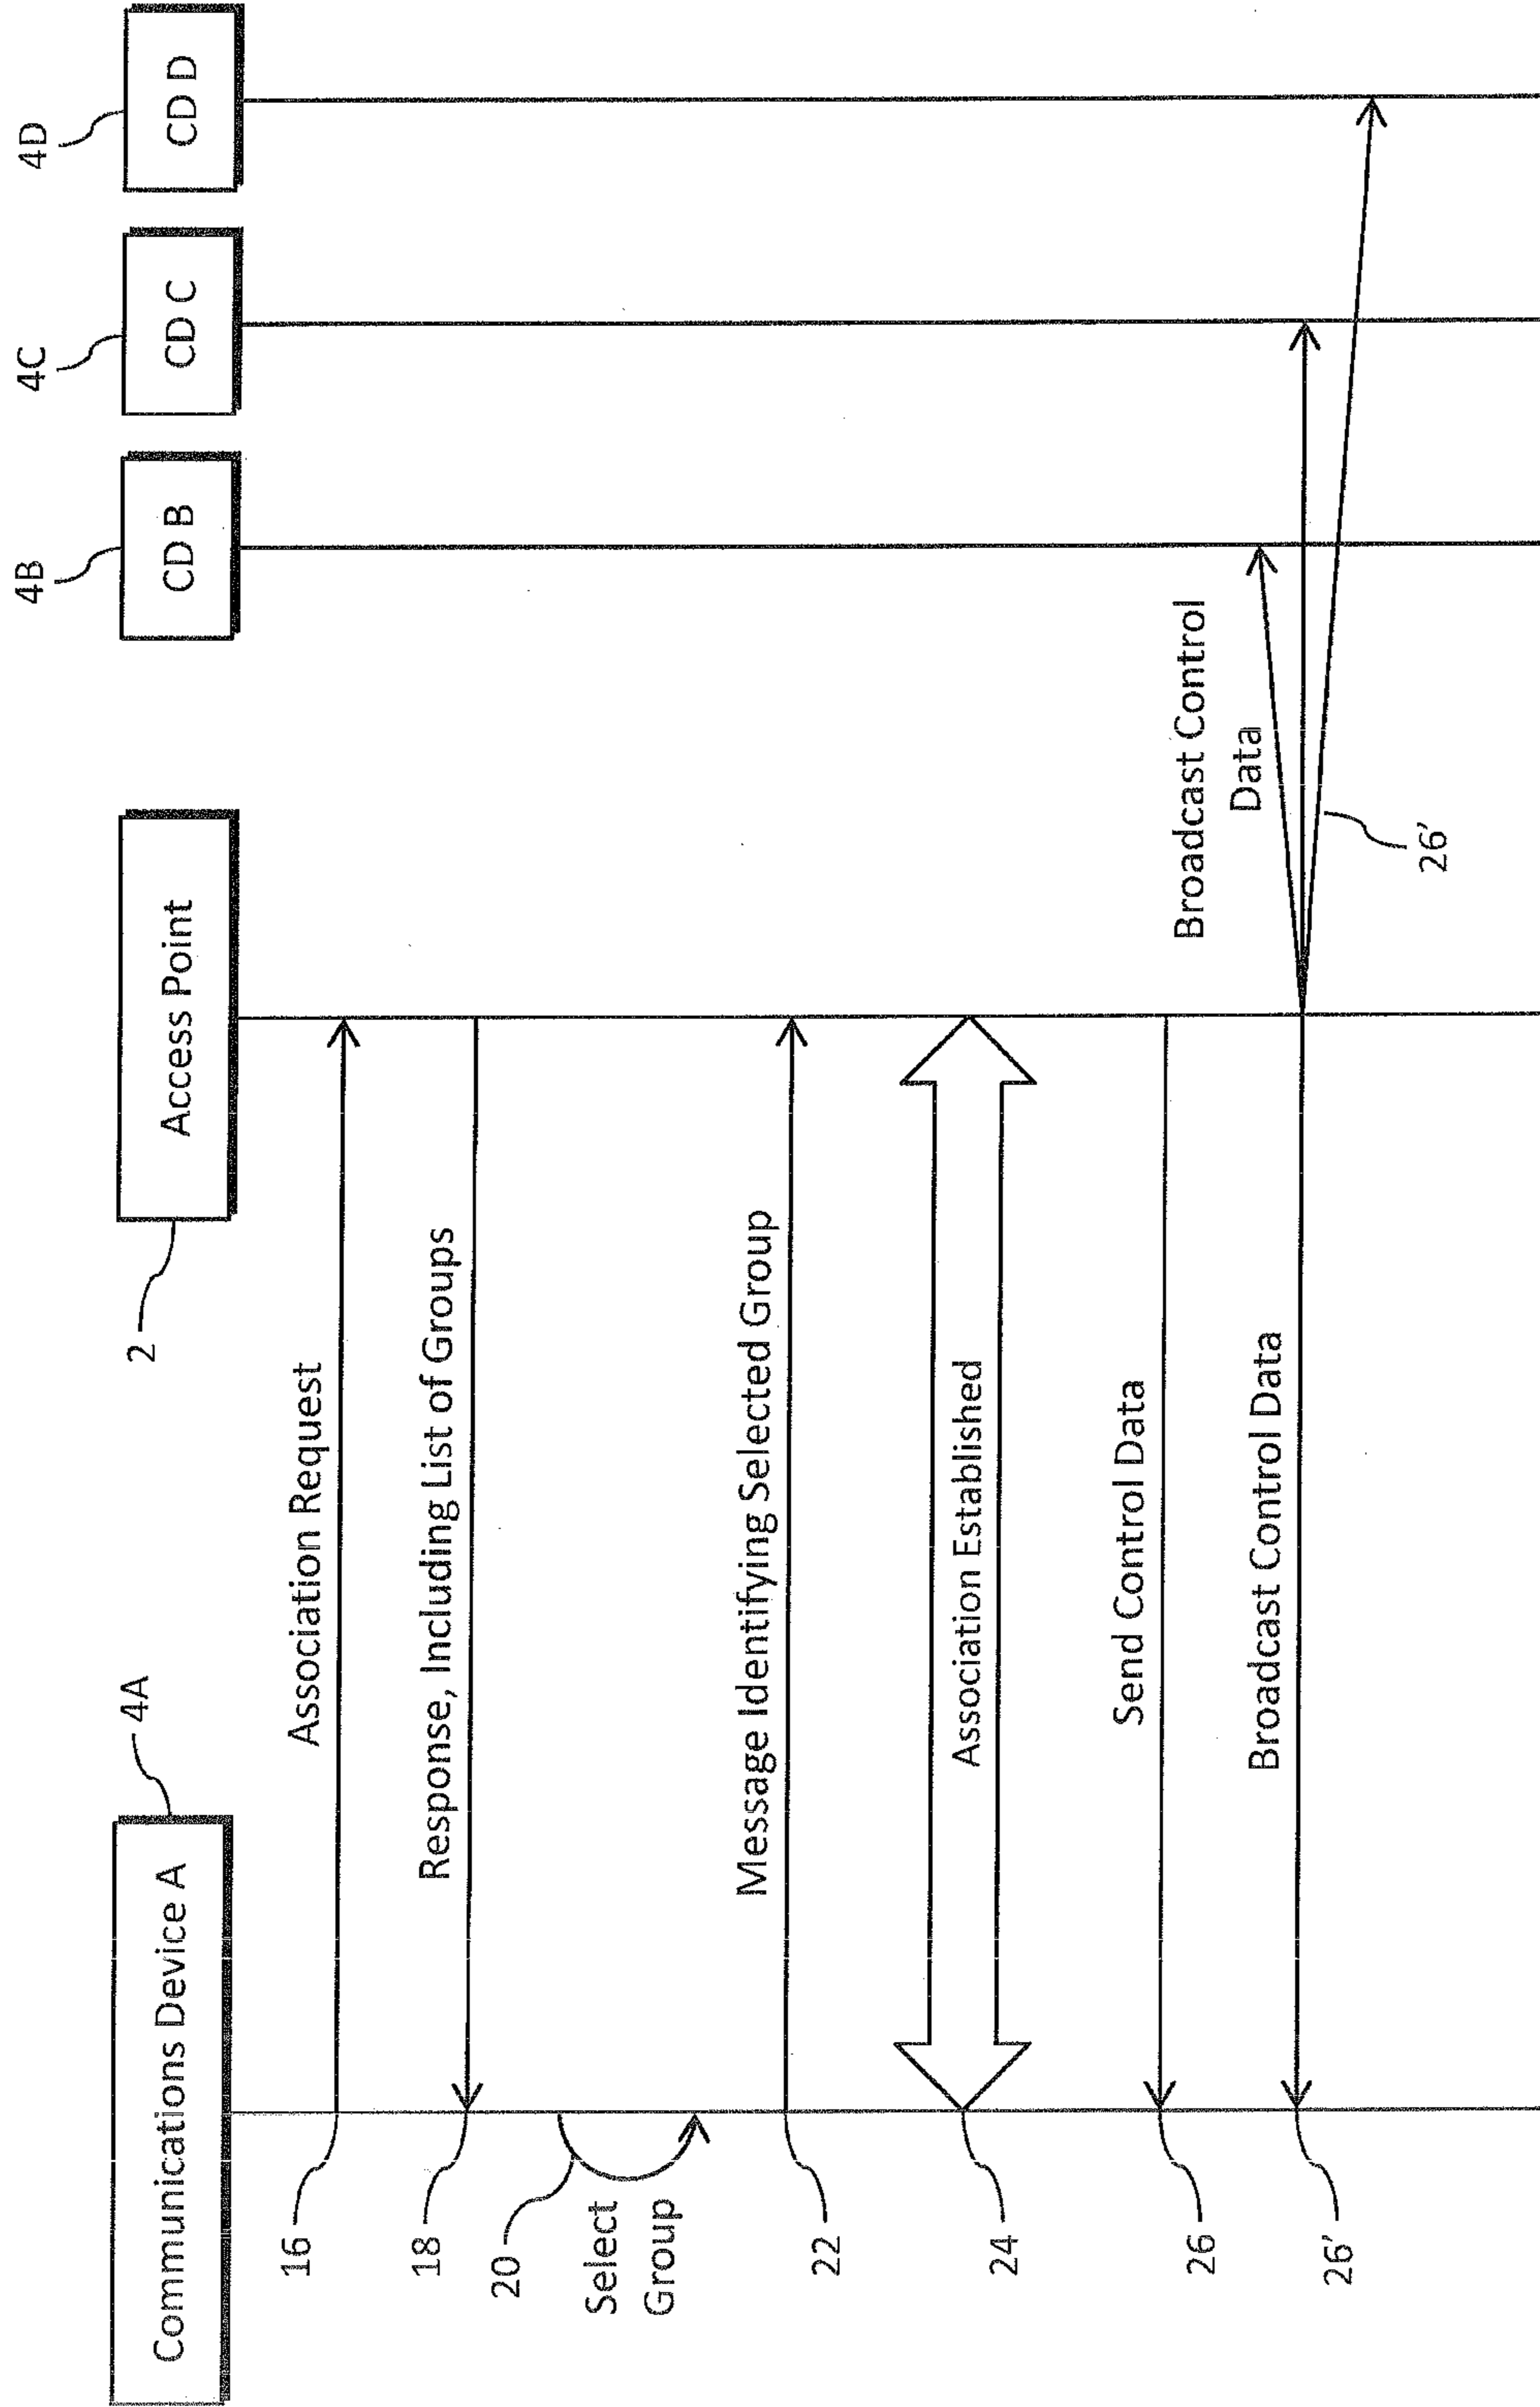 4A
2
4B
4C
4D
Communications Device A
Access Point
CD B
CD C
CD D
16
Association Request
18
Response, Including List of Groups
20
Select
Group
22
Message Identifying Selected Group
24
Association Established
26
Send Control Data
26'
Broadcast Control Data
Broadcast Control
Data
26'